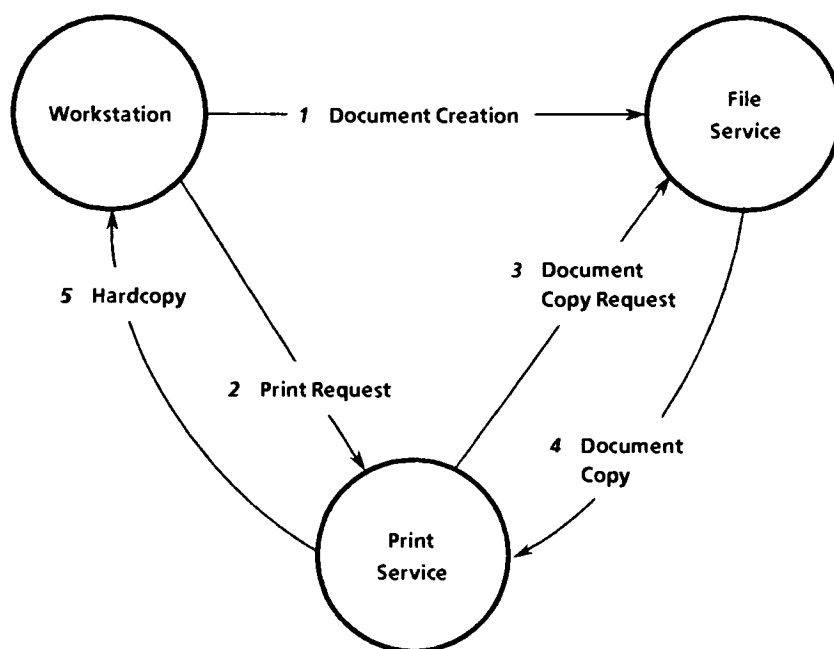 Workstation
1 Document Creation
File
Service
3 Document
Copy Request
5 Hardcopy
2 Print Request
4 Document
Copy
Print
Service